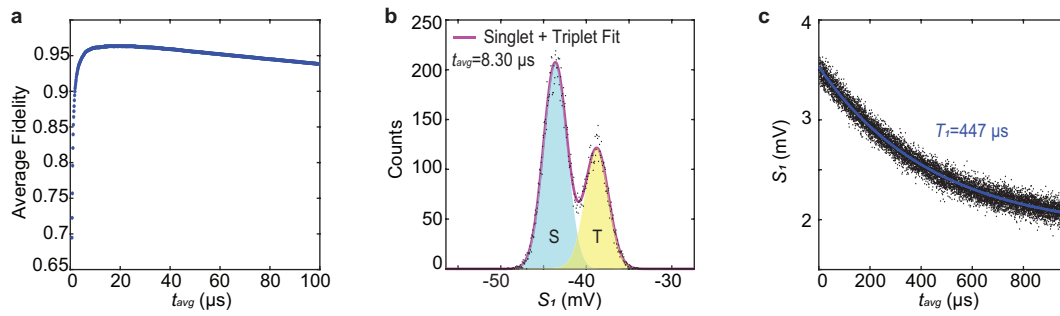 a
0.95
0.9
0.85
0.8
0.75
0.7
0.65
Average Fidelity
0 20 40 60 80 100
tavg (μs)
b
Singlet + Triplet Fit
tavg=8.30 μs
250
200
150
100
50
0
Counts
S T
-50 -40 -30
S1 (mV)
c
4
3
2
S1 (mV)
T1=447 μs
0 200 400 600 800
tavg (μs)